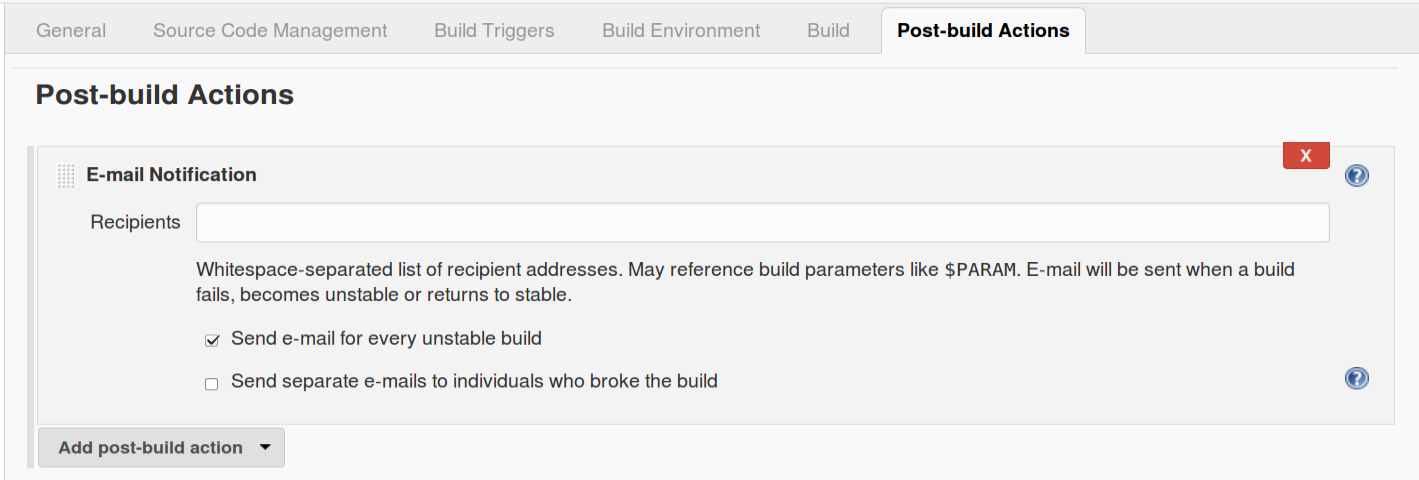 General Source Code Management Build Triggers Build Environment Build Post-build Actions
Post-build Actions
X
E-mail Notification
Recipients
Whitespace-separated list of recipient addresses. May reference build parameters like $PARAM. E-mail will be sent when a build
fails, becomes unstable or returns to stable.
Send e-mail for every unstable build
Send separate e-mails to individuals who broke the build
Add post-build action